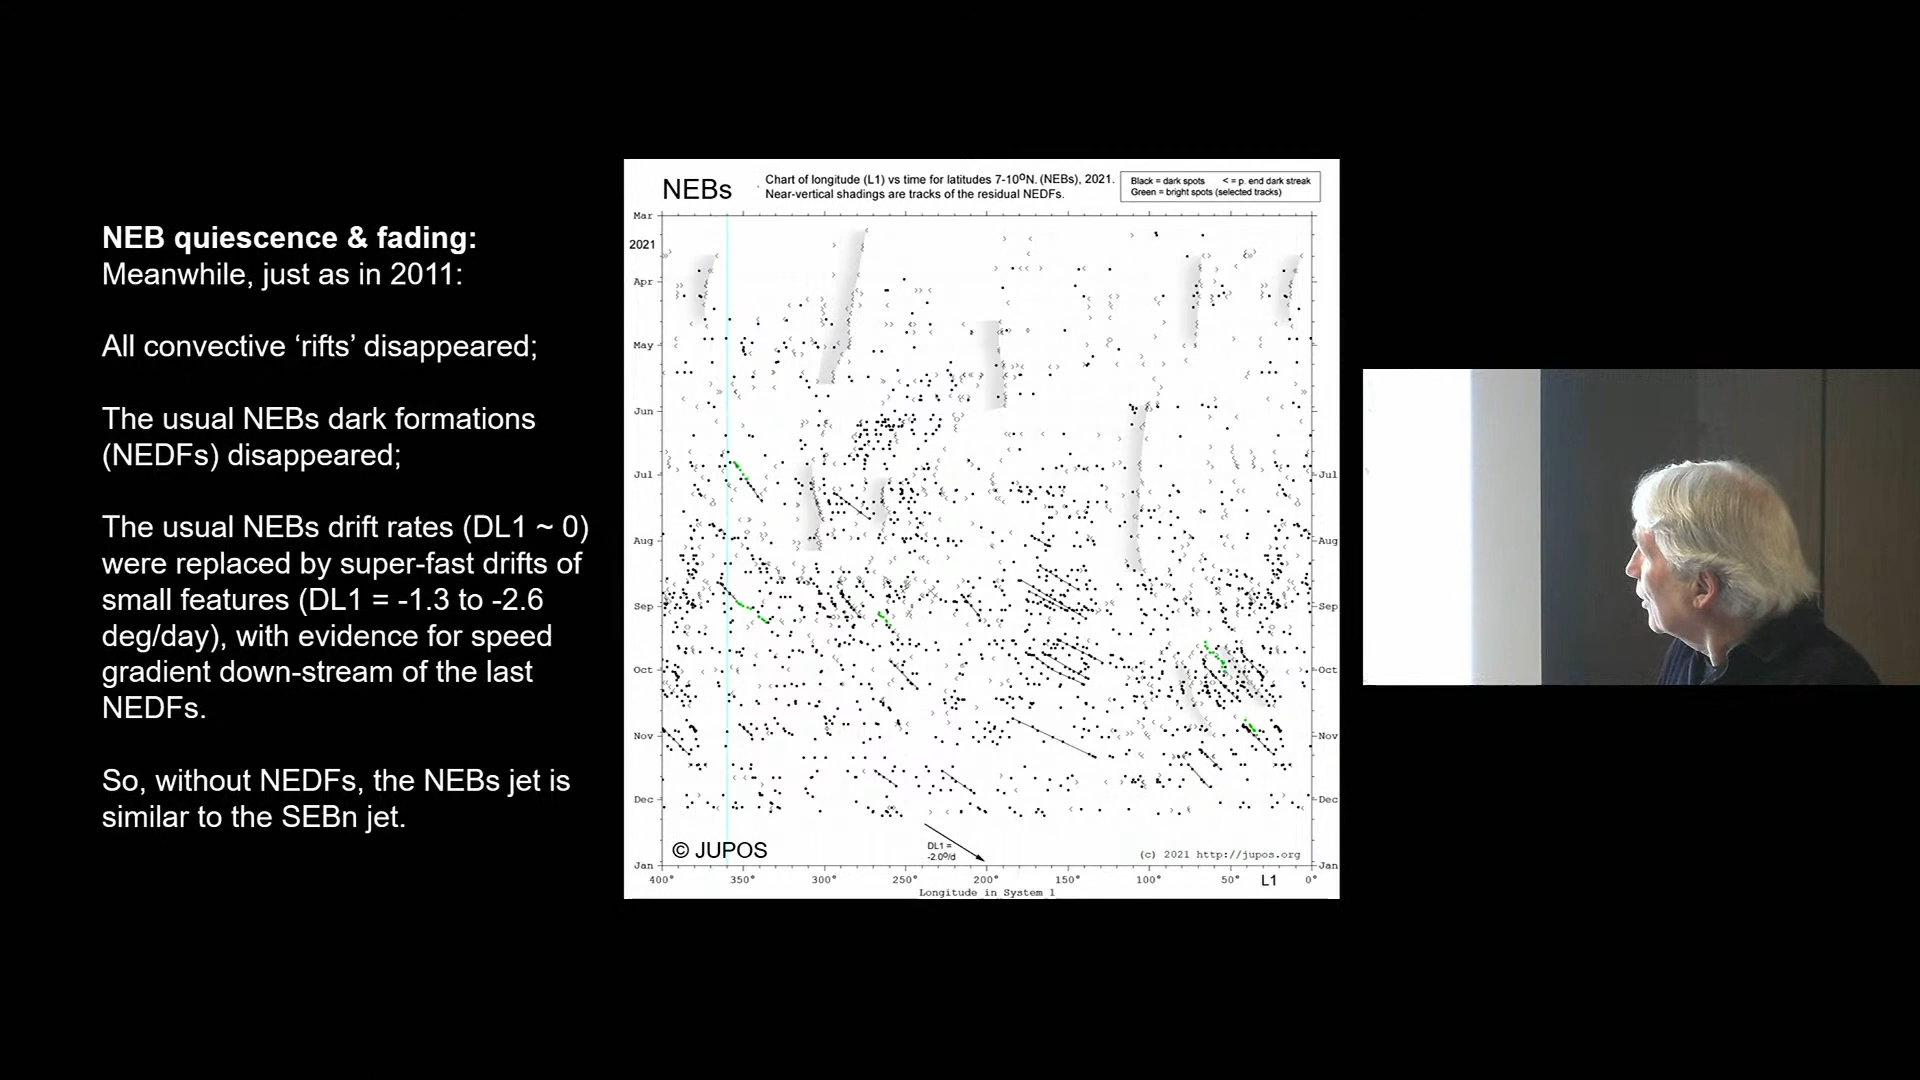 NEB quiescence & fading:
Meanwhile, just as in 2011:
All convective ‘rifts’ disappeared;
The usual NEBs dark formations
(NEDFs) disappeared;
The usual NEBs drift rates (DL1 ~ 0)
were replaced by super-fast drifts of
small features (DL1 = -1.3 to -2.6
deg/day), with evidence for speed
gradient down-stream of the last
NEDFs.
So, without NEDFs, the NEBs jet is
similar to the SEBn jet.
NEBs
Chart of longitude (L1) vs time for latitudes 7-10ºN. (NEBs), 2021.
Near-vertical shadings are tracks of the residual NEDFs.
Black = dark spots < = p. end dark streak
Green = bright spots (selected tracks)
Mar
2021
Apr
May
Jun
Jul
Jul
Aug
Aug
Sep
Sep
Oct
Oct
Nov
Nov
Dec
Dec
Jan
Jan
© JUPOS
DL1 =
-2.0º/d
(c) 2021 http://jupos.org
400° 350° 300° 250° 200° 150° 100° 50° L1 0°
Longitude in System 1